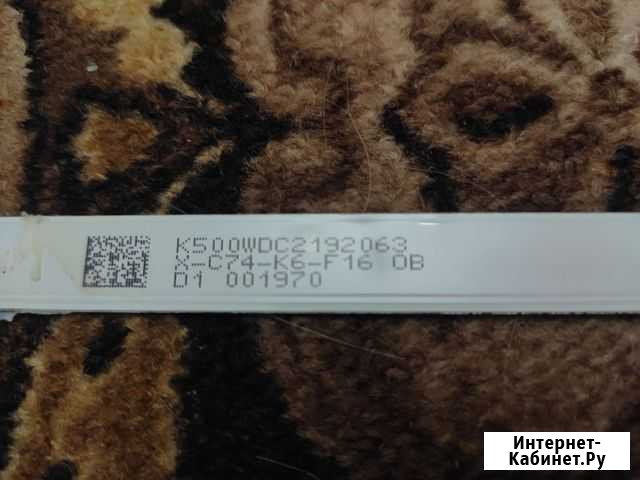 K500WDC2192063
X-C74-K6-F16 0B
D1 001970
Интернет-
Кабинет.Ру